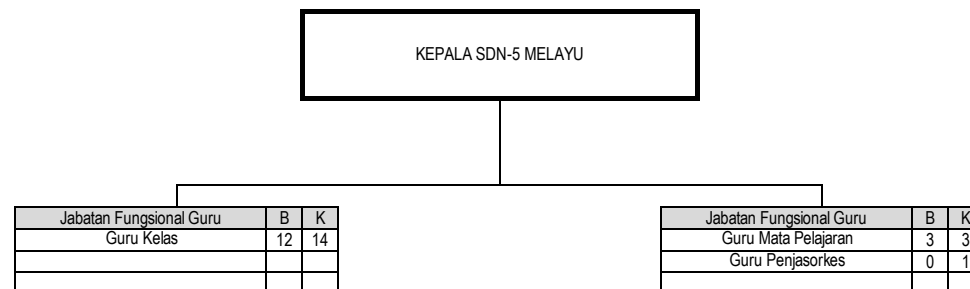 KEPALA SDN-5 MELAYU
Jabatan Fungsional Guru B K
Guru Kelas 12 14
Jabatan Fungsional Guru B K
Guru Mata Pelajaran 3 3
Guru Penjasorkes 0 1